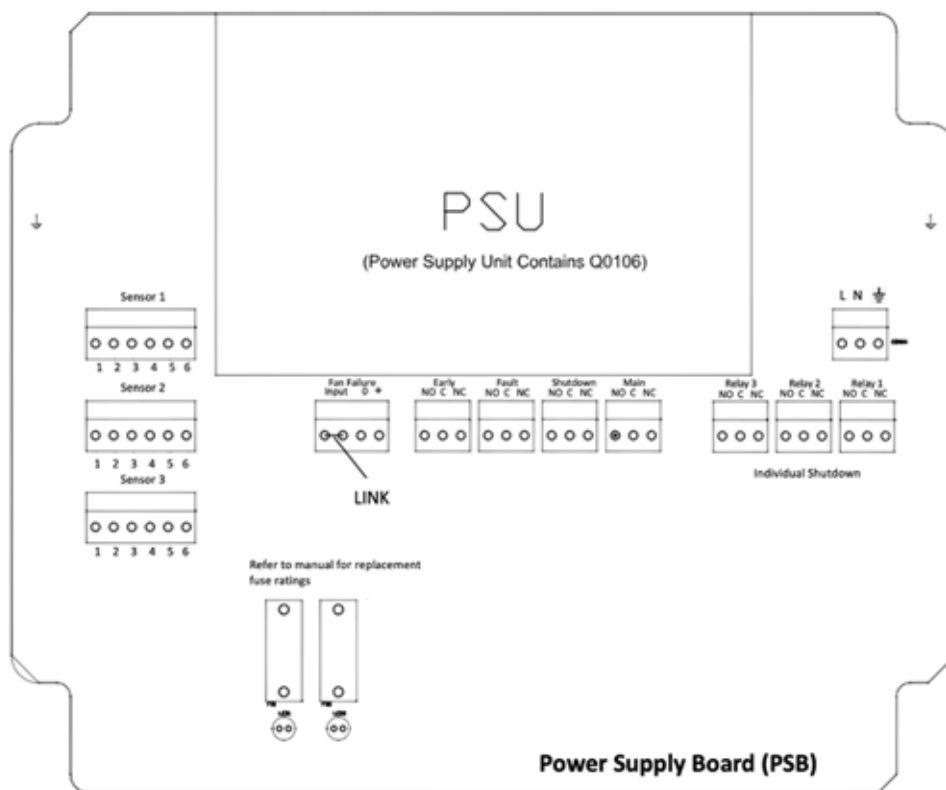 PSU
(Power Supply Unit Contains Q0106)
Sensor 1
1 2 3 4 5 6
Sensor 2
1 2 3 4 5 6
Sensor 3
1 2 3 4 5 6
L N
Fan Failure
Input 0 +
Early
NO C NC
Fault
NO C NC
Shutdown
NO C NC
Main
NO C NC
Relay 3
NO C NC
Relay 2
NO C NC
Relay 1
NO C NC
Individual Shutdown
LINK
Refer to manual for replacement
fuse ratings
Power Supply Board (PSB)